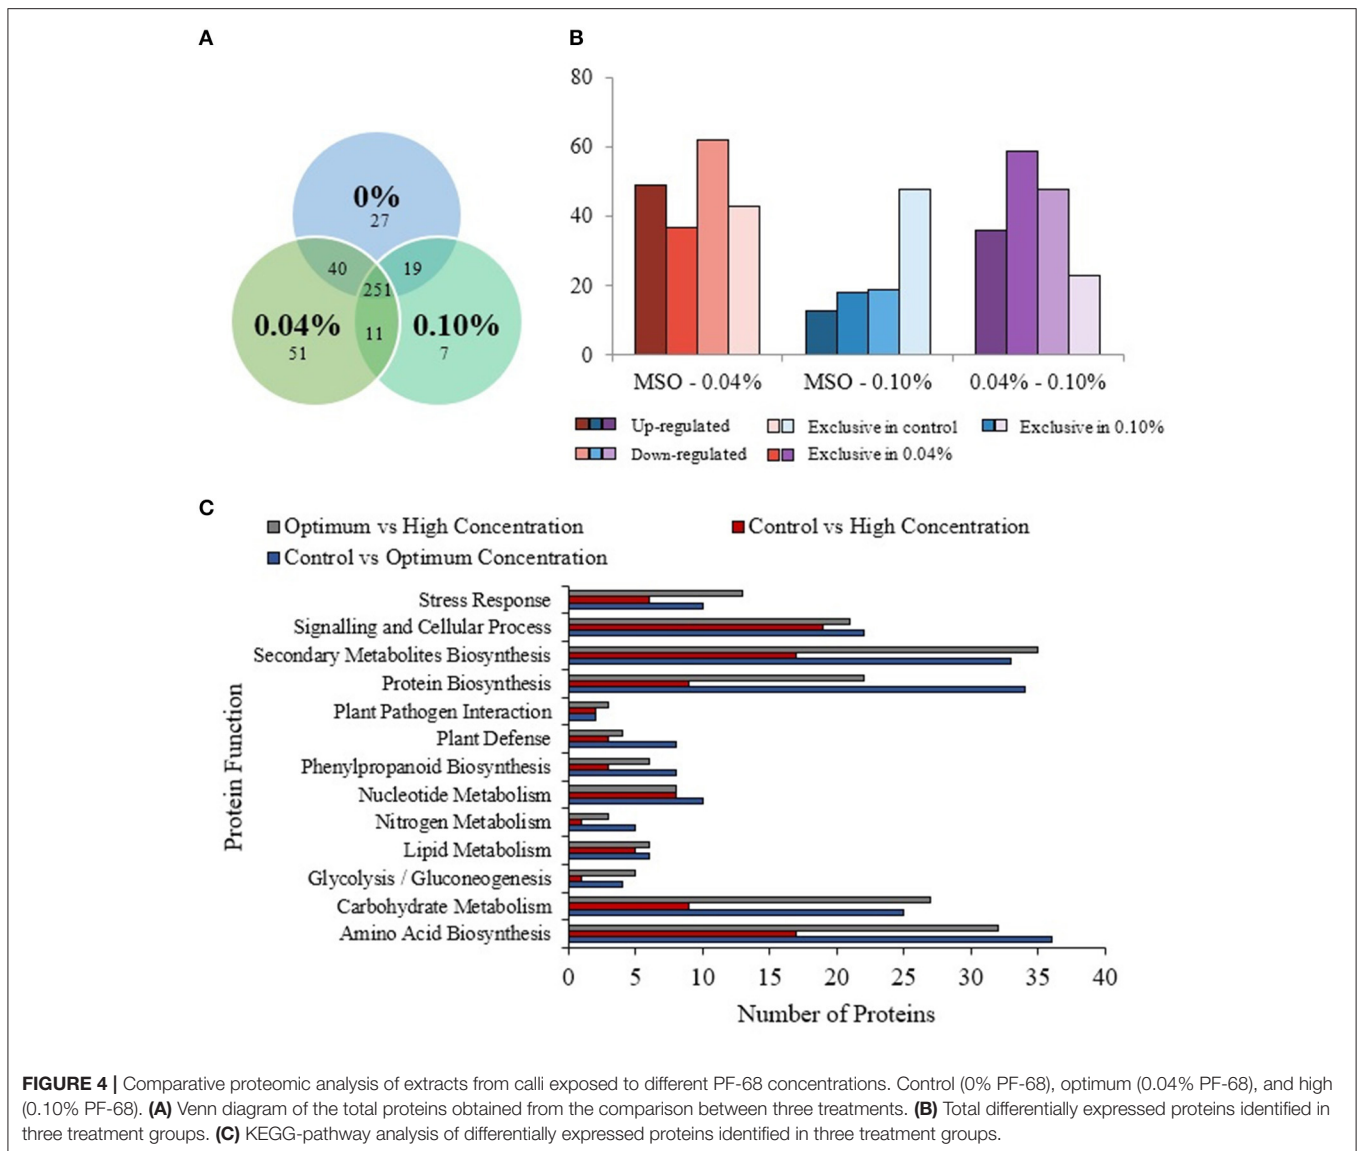 A
0%
27
40
19
251
0.04%
51
11
0.10%
7
B
80
60
40
20
0
MSO - 0.04%
MSO - 0.10%
0.04% - 0.10%
Up-regulated
Exclusive in control
Exclusive in 0.10%
Down-regulated
Exclusive in 0.04%
C
Optimum vs High Concentration
Control vs High Concentration
Control vs Optimum Concentration
Protein Function
Stress Response
Signalling and Cellular Process
Secondary Metabolites Biosynthesis
Protein Biosynthesis
Plant Pathogen Interaction
Plant Defense
Phenylpropanoid Biosynthesis
Nucleotide Metabolism
Nitrogen Metabolism
Lipid Metabolism
Glycolysis / Gluconeogenesis
Carbohydrate Metabolism
Amino Acid Biosynthesis
0 5 10 15 20 25 30 35 40
Number of Proteins
FIGURE 4 | Comparative proteomic analysis of extracts from calli exposed to different PF-68 concentrations. Control (0% PF-68), optimum (0.04% PF-68), and high
(0.10% PF-68). (A) Venn diagram of the total proteins obtained from the comparison between three treatments. (B) Total differentially expressed proteins identified in
three treatment groups. (C) KEGG-pathway analysis of differentially expressed proteins identified in three treatment groups.